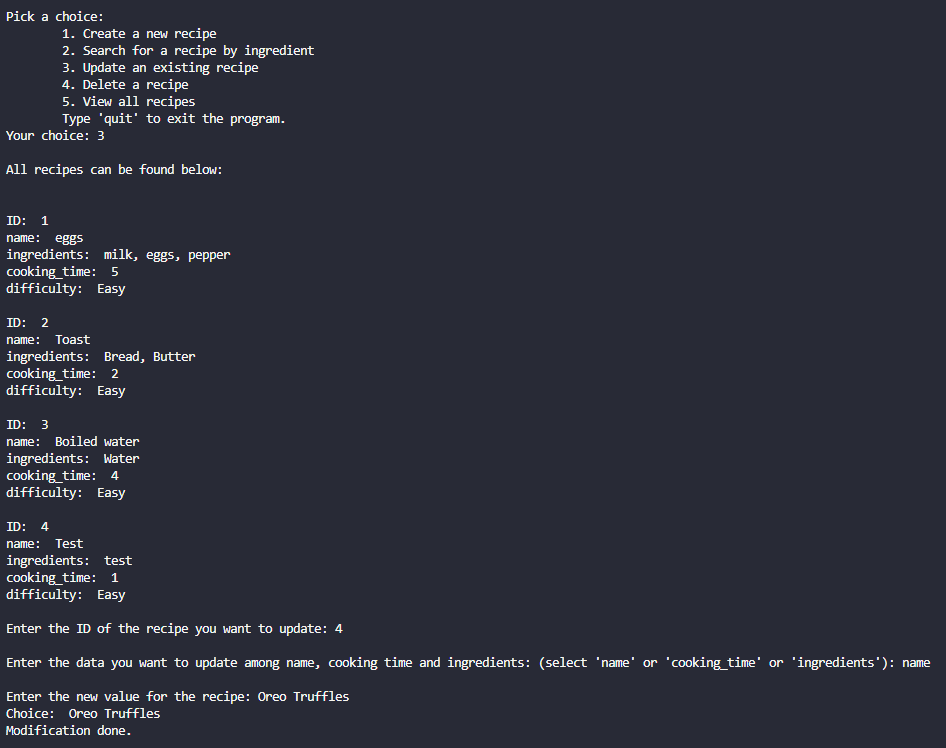 Pick a choice:
1. Create a new recipe
2. Search for a recipe by ingredient
3. Update an existing recipe
4. Delete a recipe
5. View all recipes
Type 'quit' to exit the program.
Your choice: 3
All recipes can be found below:
ID:  1
name:  eggs
ingredients:  milk, eggs, pepper
cooking_time:  5
difficulty:  Easy
ID:  2
name:  Toast
ingredients:  Bread, Butter
cooking_time:  2
difficulty:  Easy
ID:  3
name:  Boiled water
ingredients:  Water
cooking_time:  4
difficulty:  Easy
ID:  4
name:  Test
ingredients:  test
cooking_time:  1
difficulty:  Easy
Enter the ID of the recipe you want to update: 4
Enter the data you want to update among name, cooking time and ingredients: (select 'name' or 'cooking_time' or 'ingredients'): name
Enter the new value for the recipe: Oreo Truffles
Choice:  Oreo Truffles
Modification done.